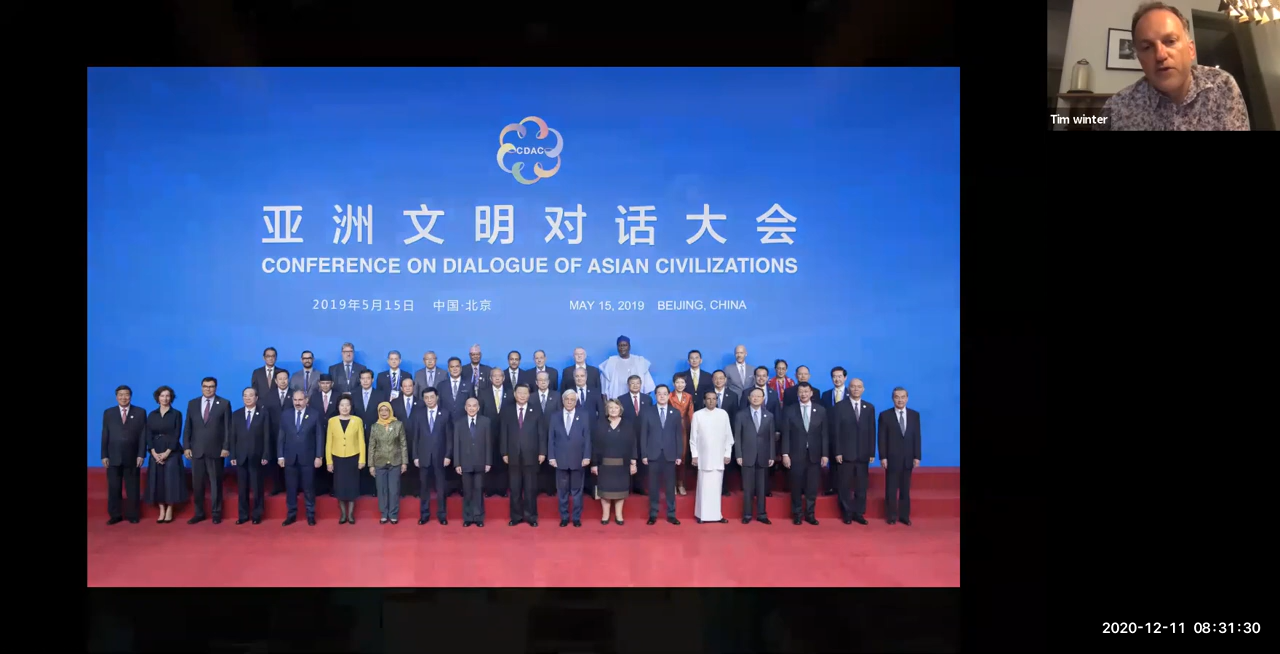 CDAC
亚洲文明对话大会
CONFERENCE ON DIALOGUE OF ASIAN CIVILIZATIONS
2019年5月15日 中国·北京 MAY 15, 2019 BEIJING, CHINA
Tim winter
2020-12-11 08:31:30